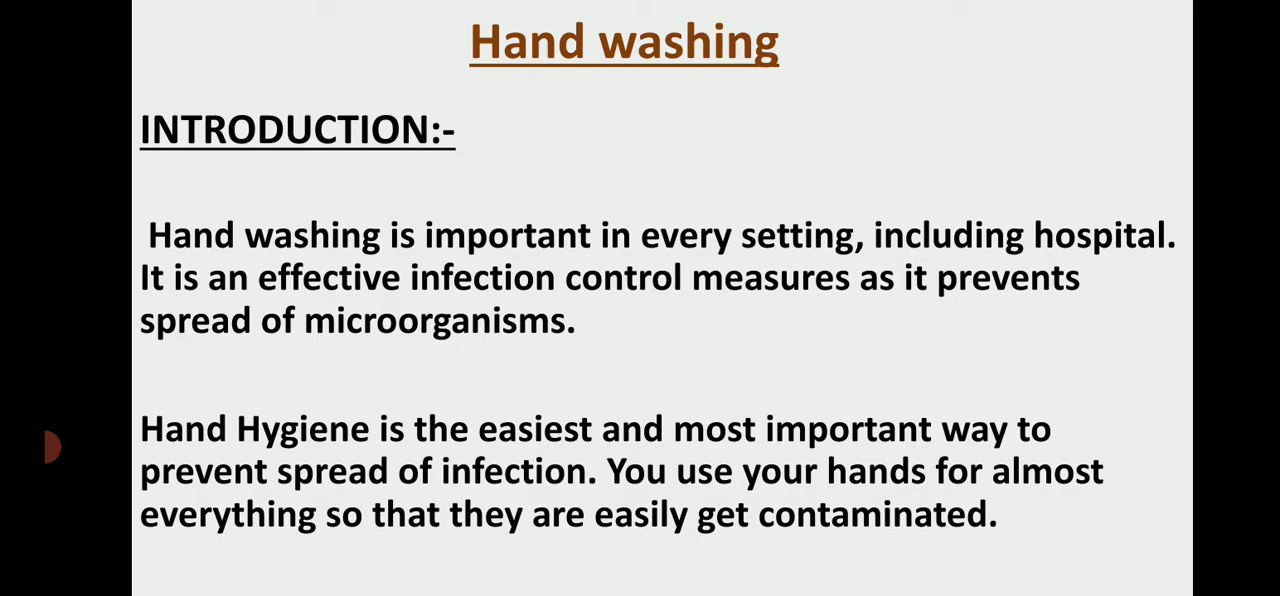 Hand washing
INTRODUCTION:-
Hand washing is important in every setting, including hospital.
It is an effective infection control measures as it prevents
spread of microorganisms.
Hand Hygiene is the easiest and most important way to
prevent spread of infection. You use your hands for almost
everything so that they are easily get contaminated.